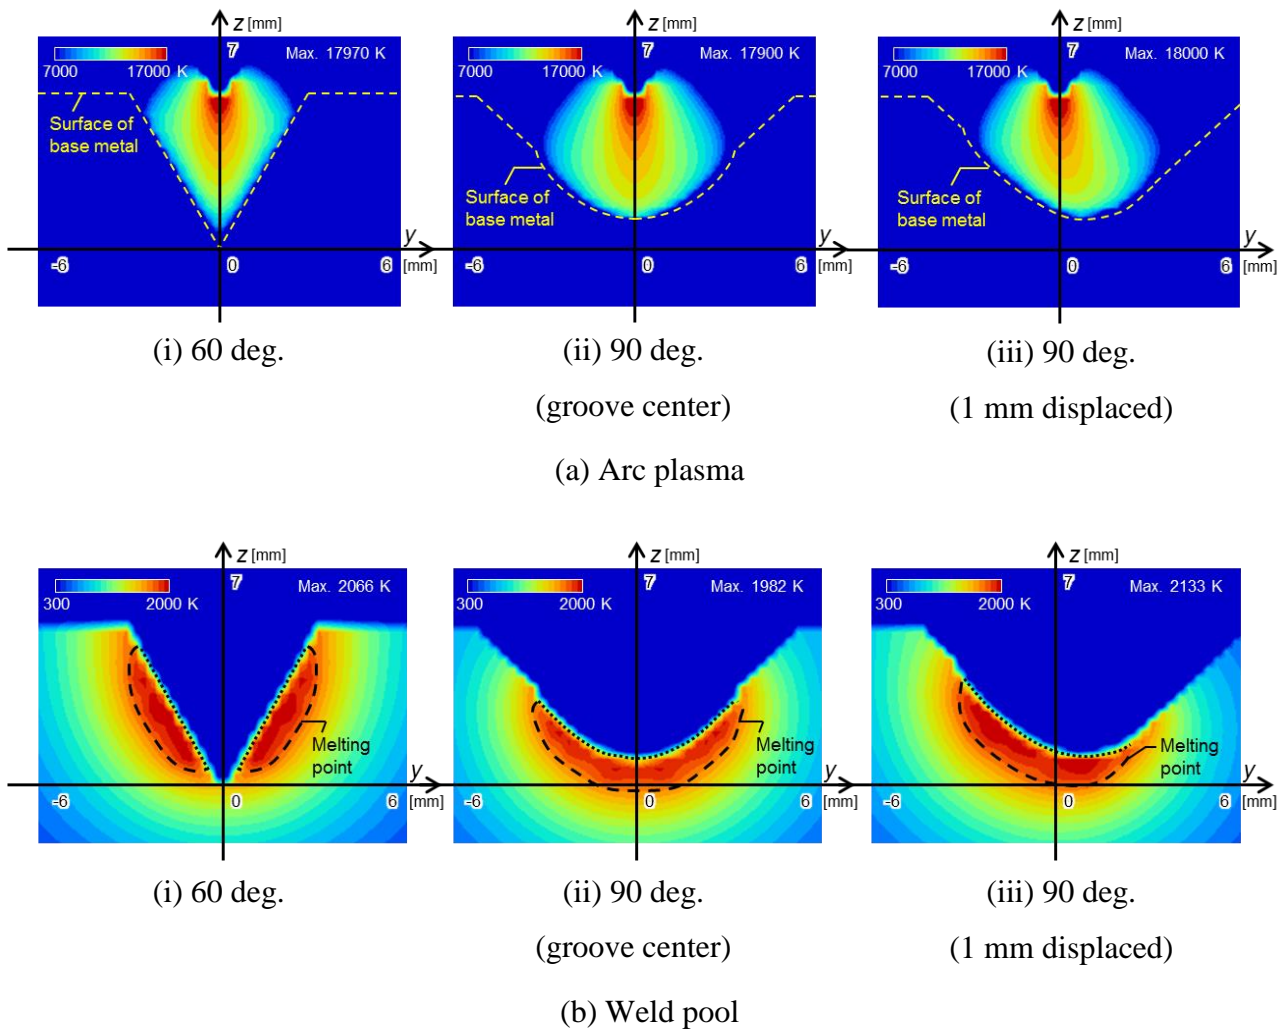 z [mm]
7
Max. 17970 K
7000 17000 K
Surface of
base metal
y
-6 0 6 [mm]
(i) 60 deg.
z [mm]
7
Max. 17900 K
7000 17000 K
Surface of
base metal
y
-6 0 6 [mm]
(ii) 90 deg.
(groove center)
z [mm]
7
Max. 18000 K
7000 17000 K
Surface of
base metal
y
-6 0 6 [mm]
(iii) 90 deg.
(1 mm displaced)
(a) Arc plasma
z [mm]
7
Max. 2066 K
300 2000 K
Melting
point
y
-6 0 6 [mm]
(i) 60 deg.
z [mm]
7
Max. 1982 K
300 2000 K
Melting
point
y
-6 0 6 [mm]
(ii) 90 deg.
(groove center)
z [mm]
7
Max. 2133 K
300 2000 K
Melting
point
y
-6 0 6 [mm]
(iii) 90 deg.
(1 mm displaced)
(b) Weld pool